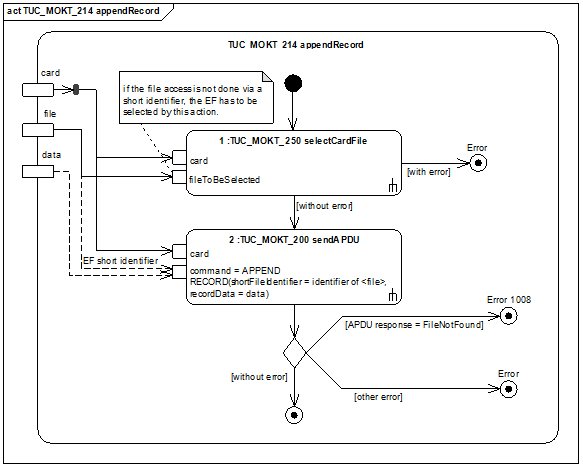 act TUC_MOKT_214 appendRecord
TUC_MOKT_214 appendRecord
card
file
data
if the file access is not done via a
short identifier, the EF has to be
selected by this action.
1 :TUC_MOKT_250 selectCardFile
card
fileToBeSelected
Error
[with error]
[without error]
2 :TUC_MOKT_200 sendAPDU
card
EF short identifier
command = APPEND
RECORD(shortFileIdentifier = identifier of <file>,
recordData = data)
Error 1008
[APDU response = FileNotFound]
[without error]
Error
[other error]